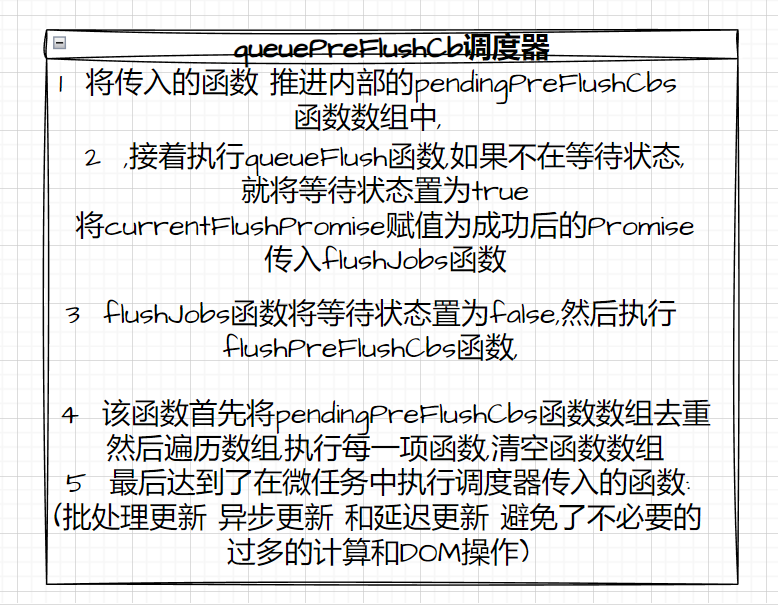 queuePreFlushCbi调度器
1 将传入的函数 推进内部的pendingPreFlushCbs
函数数组中,
2 ,接着执行queueFlush函数,如果不在等待状态,
就将等待状态置为true
将currentFlushPromise赋值为成功后的Promise
传入flushJobs函数
3 flushJobs函数将等待状态置为false,然后执行
flushPreFlushCbs函数,
4 该函数首先将pendingPreFlushCbs函数数组去重
然后遍历数组,执行每一项函数,清空函数数组
5 最后达到了在微任务中执行调度器传入的函数:
(批处理更新 异步更新 和延迟更新 避免了不必要的
过多的计算和DOM操作)